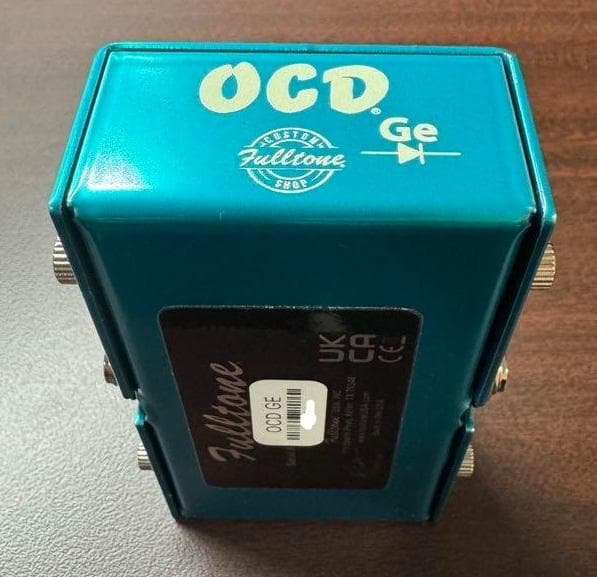 OCD®
Ge
CUSTOM
Fulltone
SHOP
Fulltone
UK
CA
CE
OCD GE